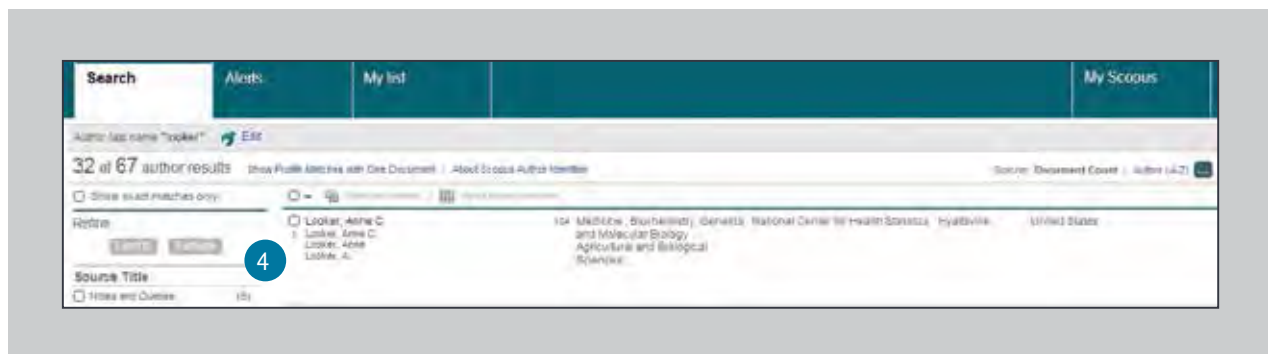 Search Alerts My list My Scopus
Author last name "looker" Edit
32 of 67 author results Show Profile Matches with One Document | About Scopus Author Identifier Document Count | Author (A-Z)
Show exact matches only
Refine
Looker, Anne C. 104 Medicine, Biochemistry, Genetics National Center for Health Statistics Hyattsville United States
1 Looker, Anne C. and Molecular Biology
Looker, Anne Agricultural and Biological
Looker, A. Sciences
4
Source Title
Notes and Queries (5)